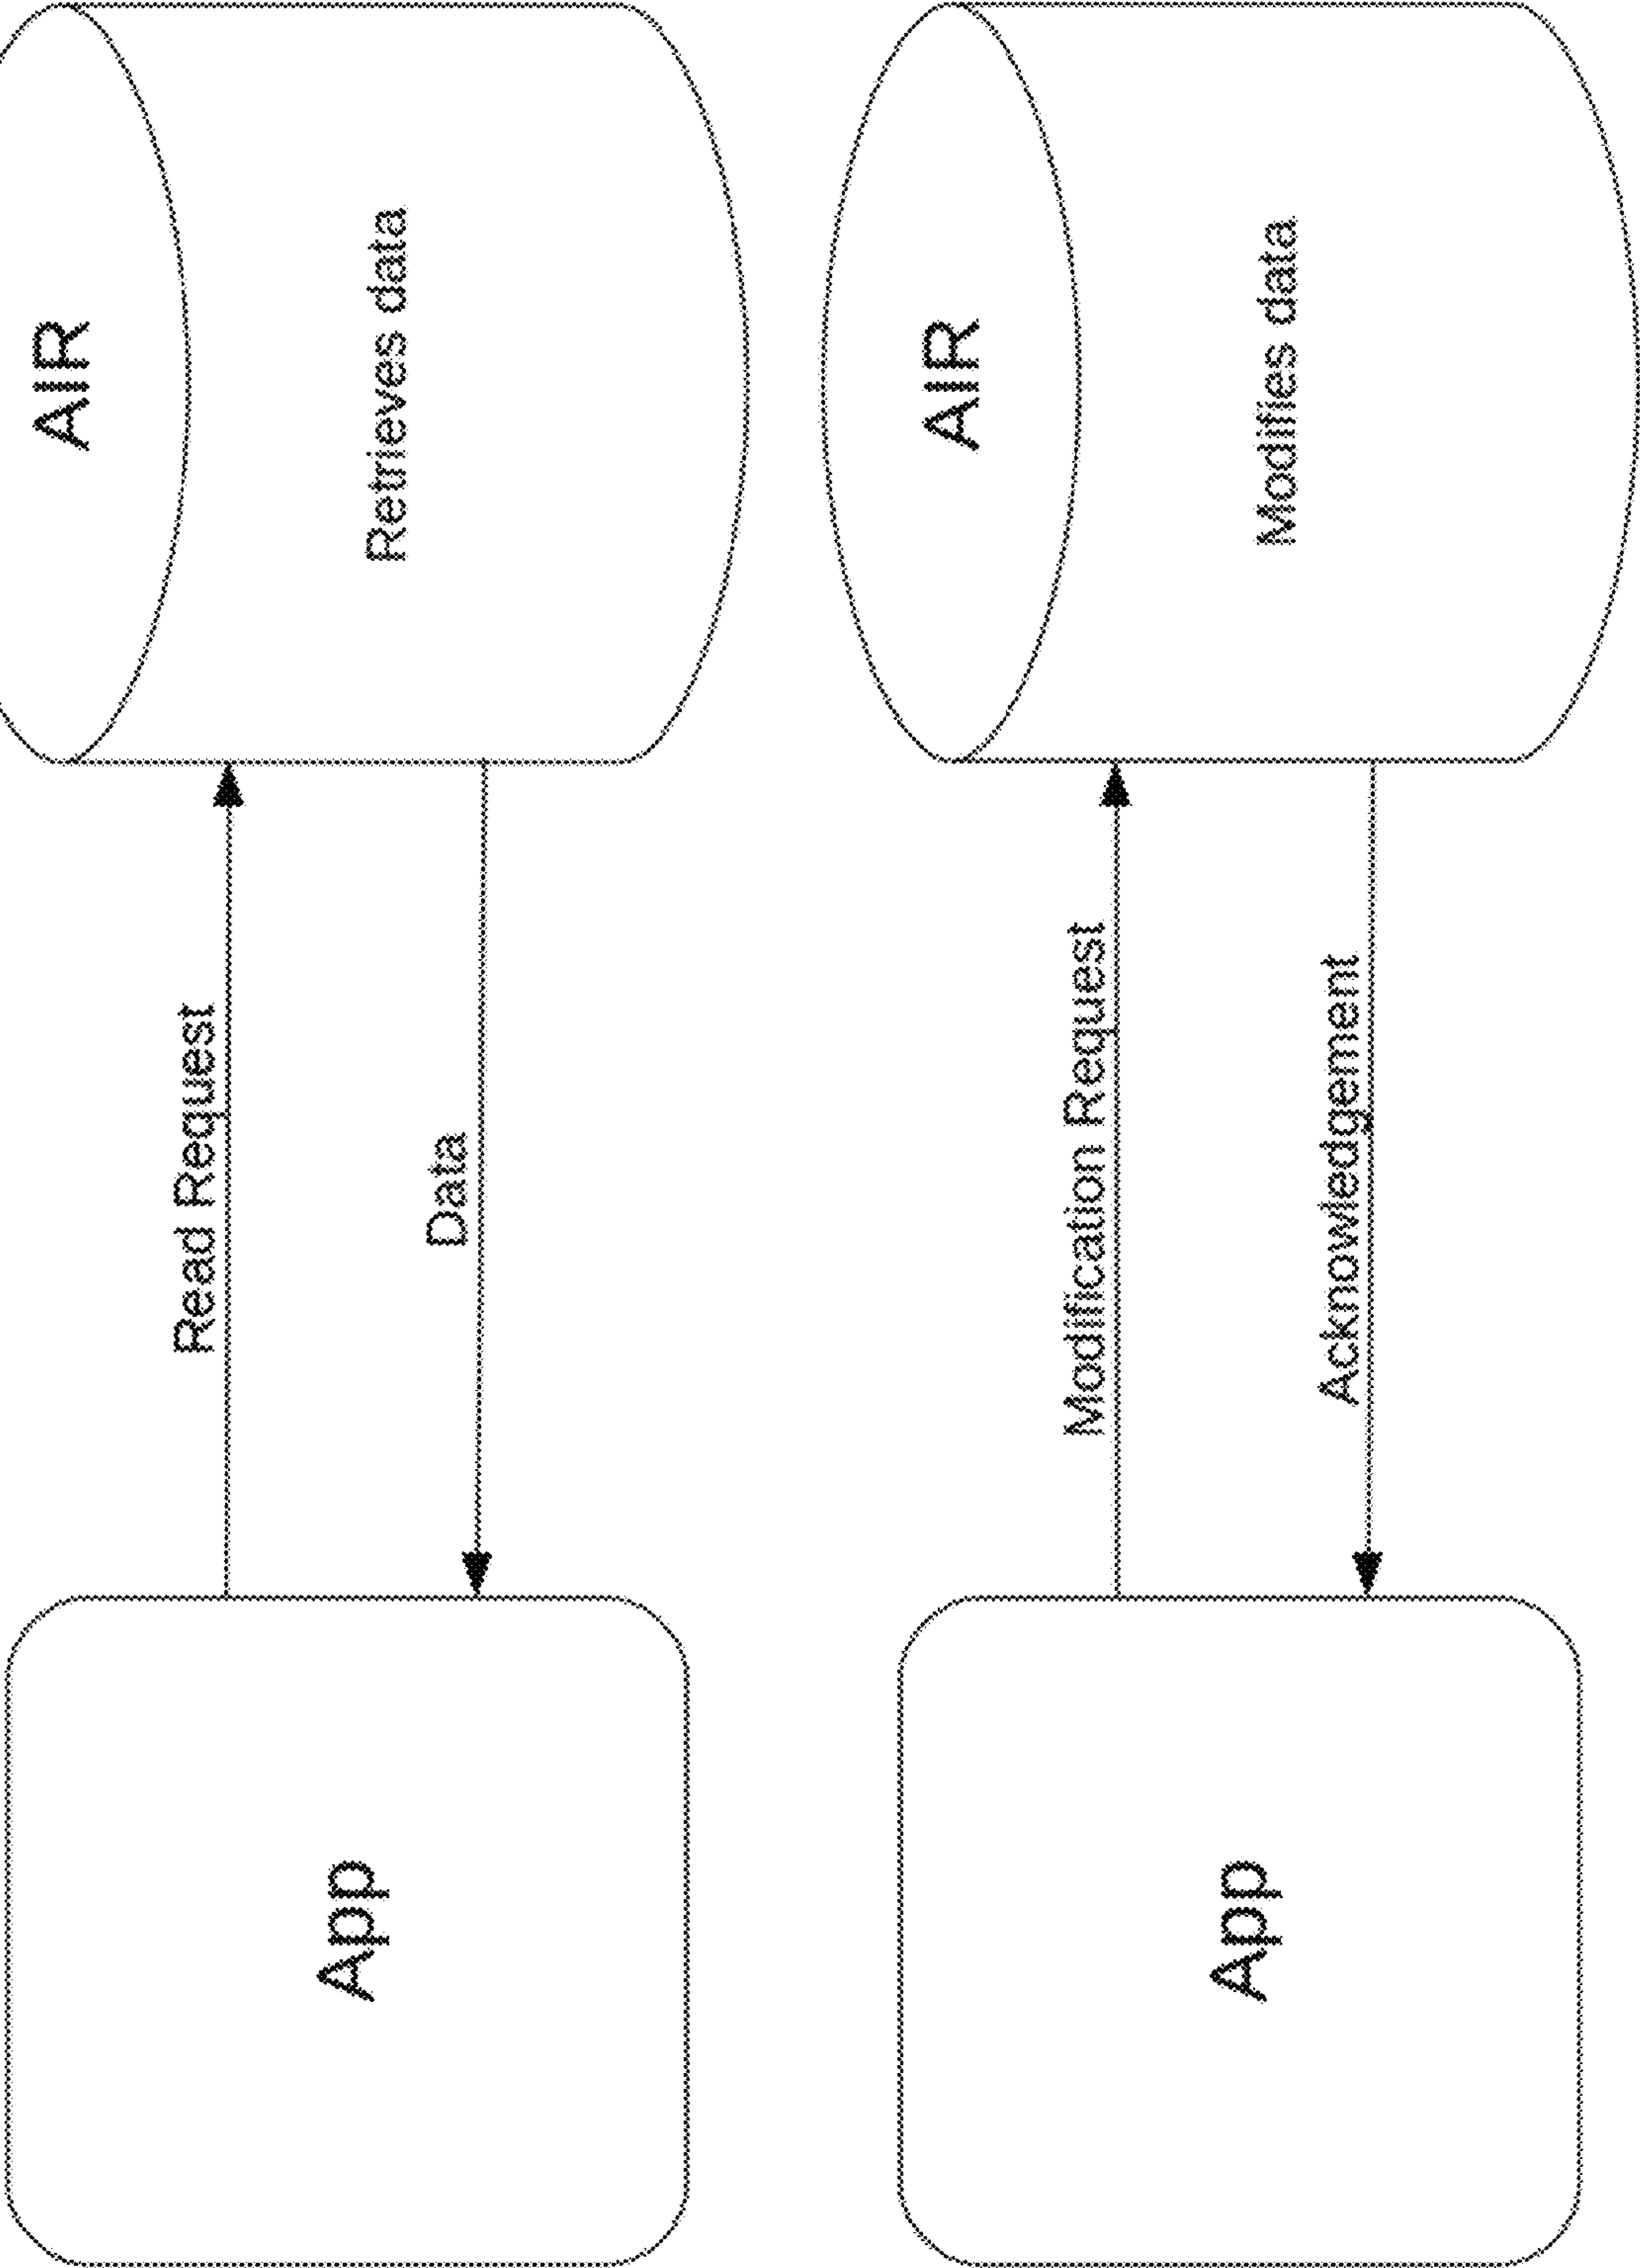 AIR
Read Request
Retrieves data
App
Data
AIR
Modification Request
Modifies data
App
Acknowledgement